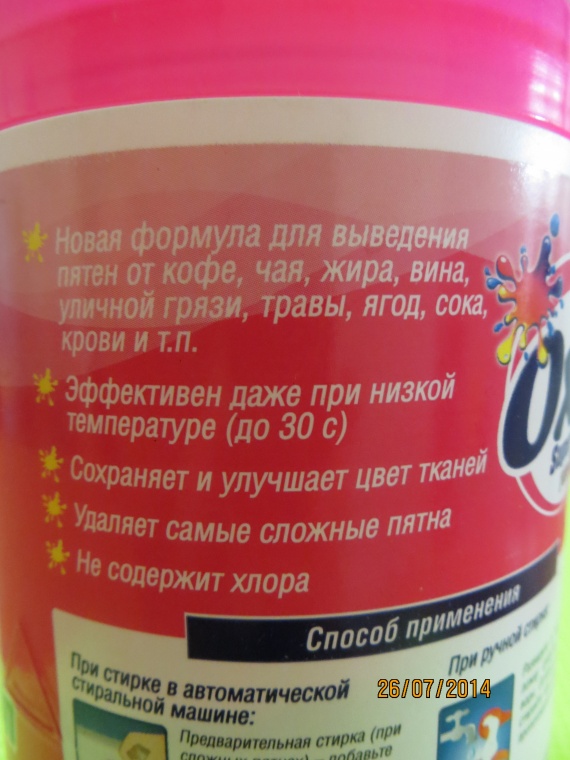 Новая формула для выведения
пятен от кофе, чая, жира, вина,
уличной грязи, травы, ягод, сока,
крови и т.п.
Эффективен даже при низкой
температуре (до 30 с)
Сохраняет и улучшает цвет тканей
Удаляет самые сложные пятна
Не содержит хлора
Способ применения
При стирке в автоматической
стиральной машине:
Предварительная стирка (при
При ручной
26/07/2014